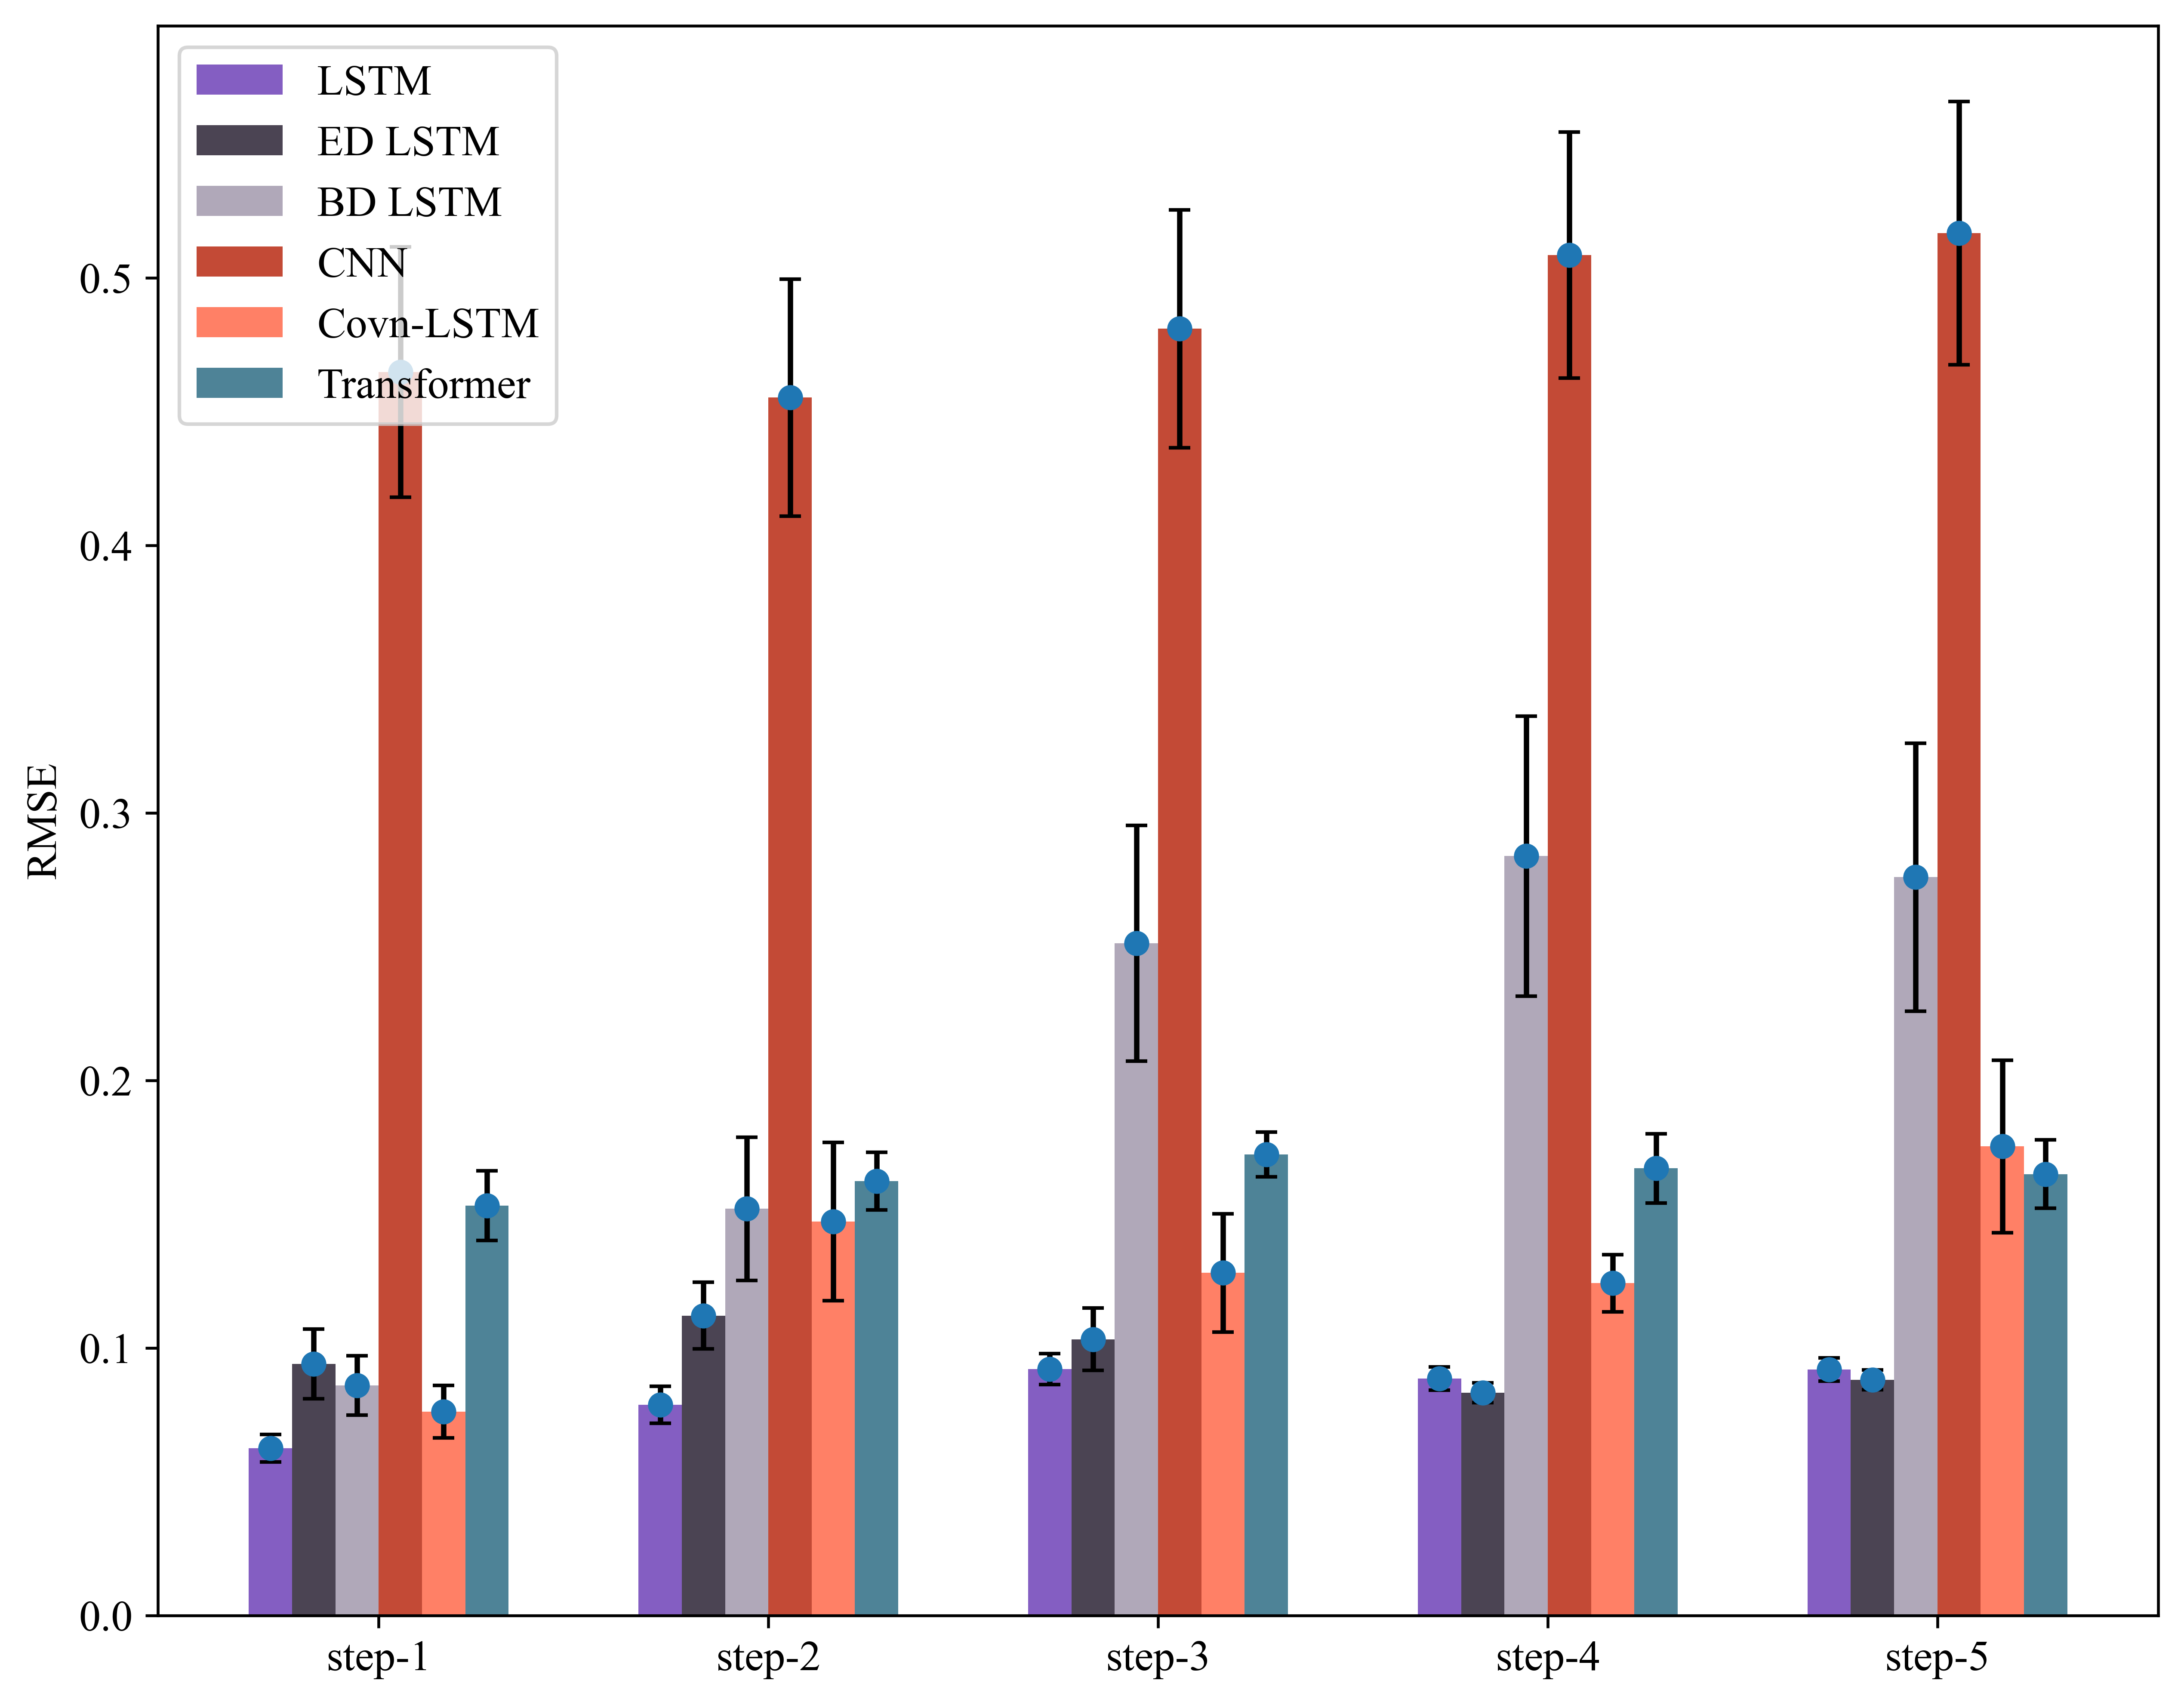 LSTM
ED LSTM
BD LSTM
CNN
Covn-LSTM
Transformer
RMSE
0.5
0.4
0.3
0.2
0.1
0.0
step-1 step-2 step-3 step-4 step-5